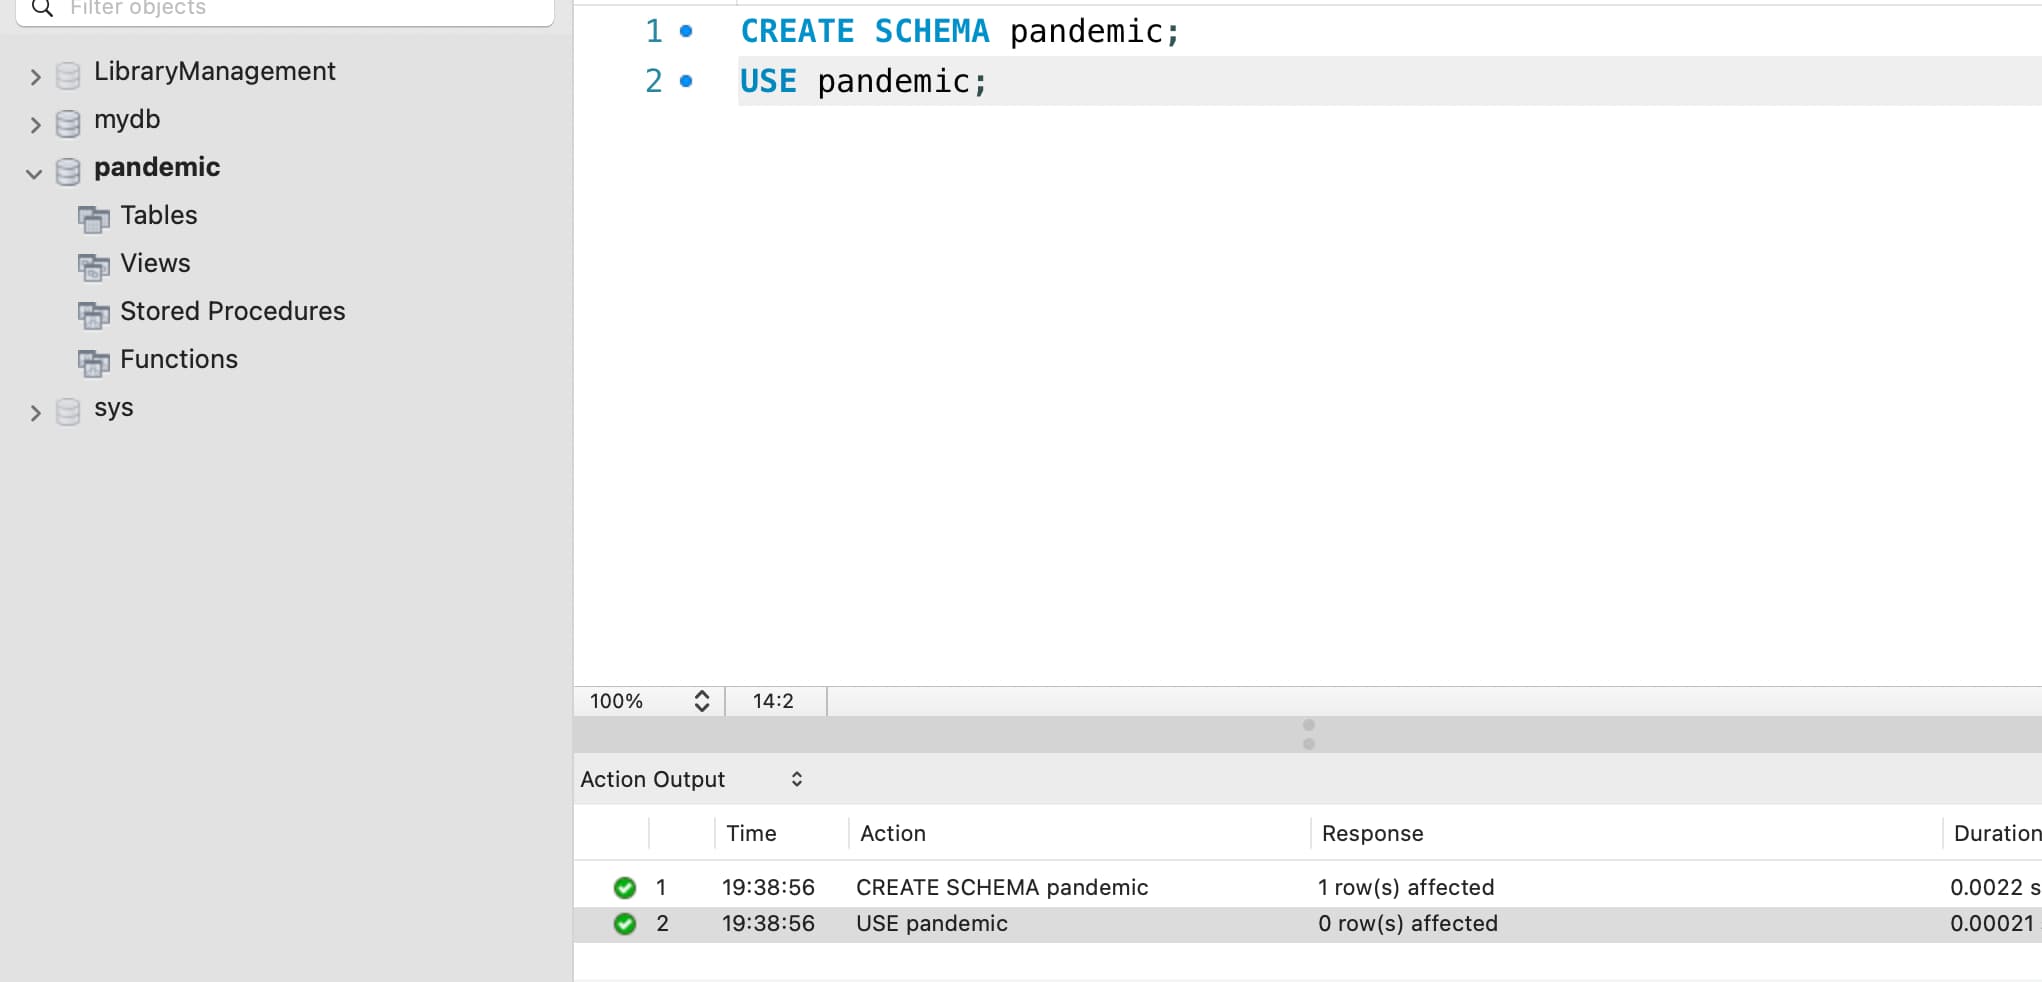 Filter objects
LibraryManagement
mydb
pandemic
Tables
Views
Stored Procedures
Functions
sys
1 CREATE SCHEMA pandemic;
2 USE pandemic;
100% 14:2
Action Output
Time Action Response Duration
1 19:38:56 CREATE SCHEMA pandemic 1 row(s) affected 0.0022 s
2 19:38:56 USE pandemic 0 row(s) affected 0.00021